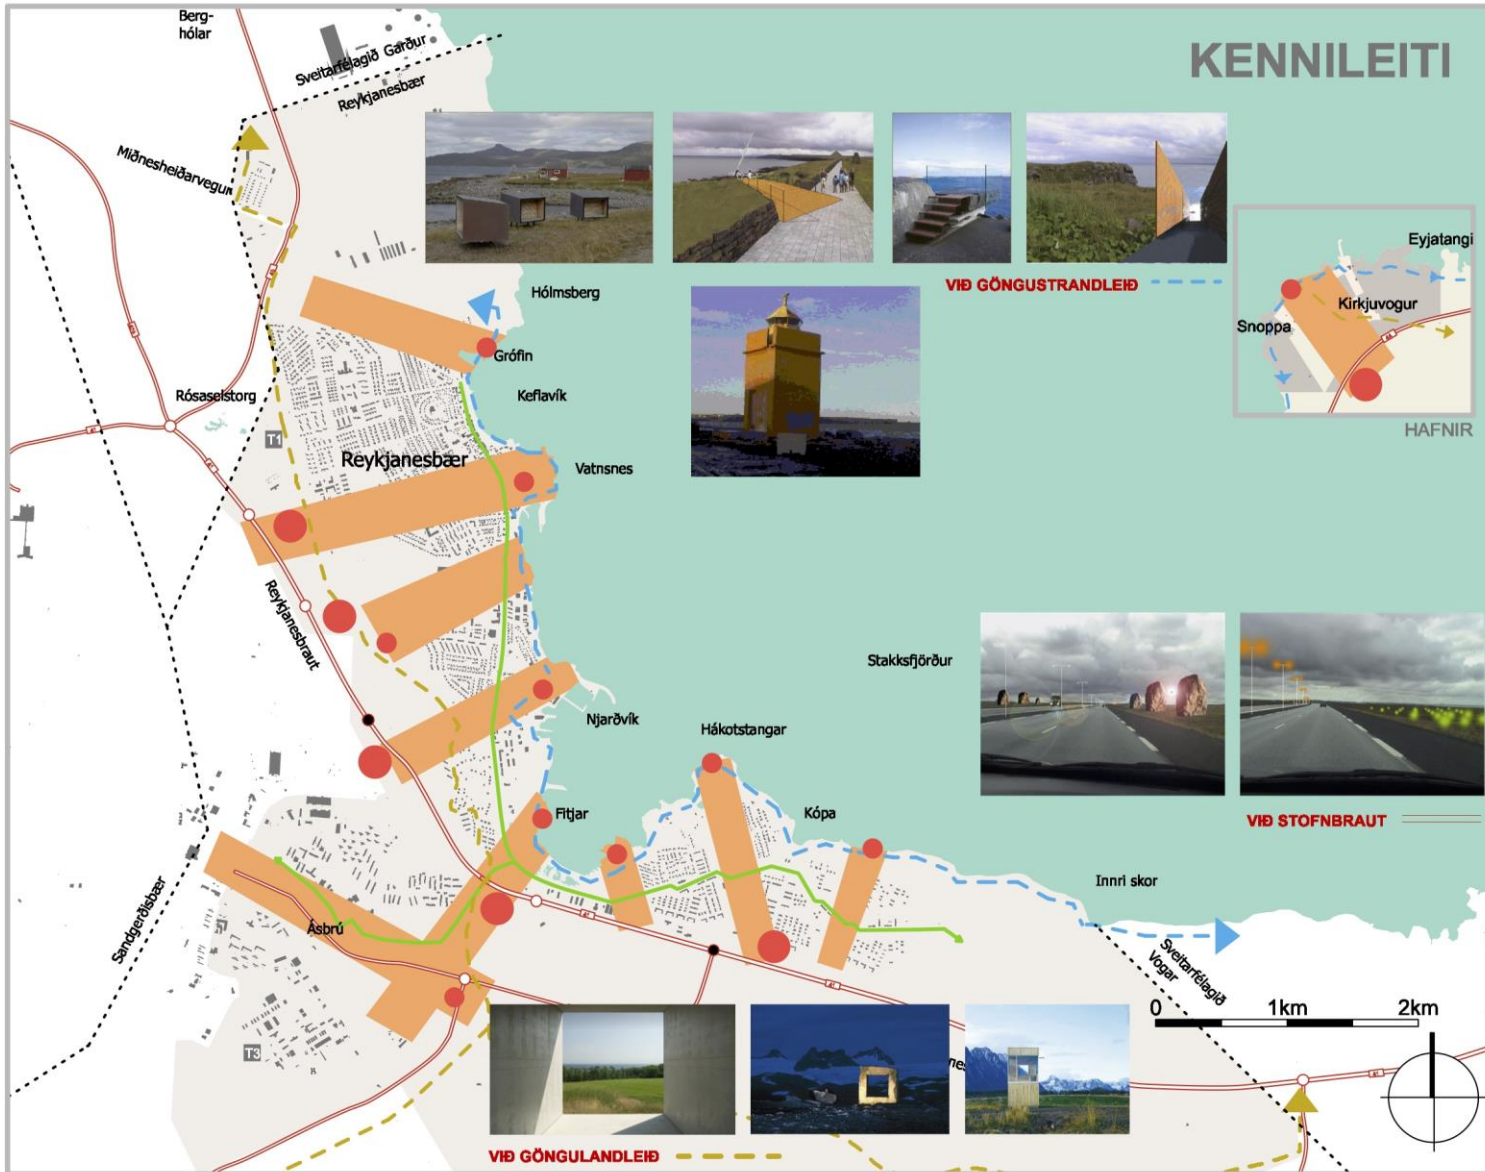 Berg-
hólar
Sveitarfélagið Garður
Reykjanesbær
KENNILEITI
Miðnesheiðarvegur
Hólmsberg
VIÐ GÖNGUSTRANDLEIÐ
Eyjatangi
Kirkjuvogur
Snoppa
HAFNIR
Grófin
Keflavík
Rósaselstorg
T1
Reykjanesbær
Vatnsnes
Reykjanesbraut
Stakksfjörður
Njarðvík
Hákotstangar
Fitjar
Kópa
VIÐ STOFNBRAUT
Innri skor
Ásbrú
Sandgerðisbær
Sveitarfélagið
Vogar
T3
0 1km 2km
VIÐ GÖNGULANDLEIÐ